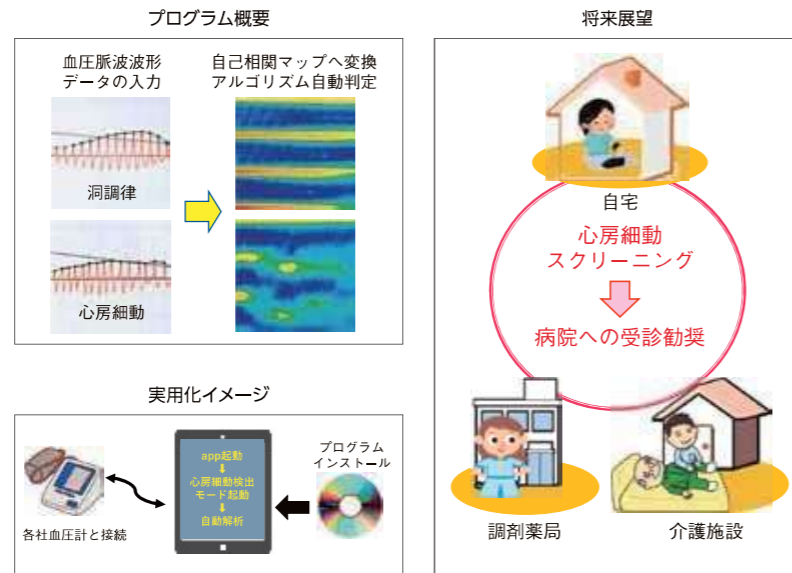 プログラム概要
血圧脈波波形
データの入力
自己相関マップへ変換
アルゴリズム自動判定
洞調律
心房細動
実用化イメージ
app起動
心房細動検出
モード起動
自動解析
プログラム
インストール
各社血圧計と接続
将来展望
自宅
心房細動
スクリーニング
病院への受診勧奨
調剤薬局
介護施設